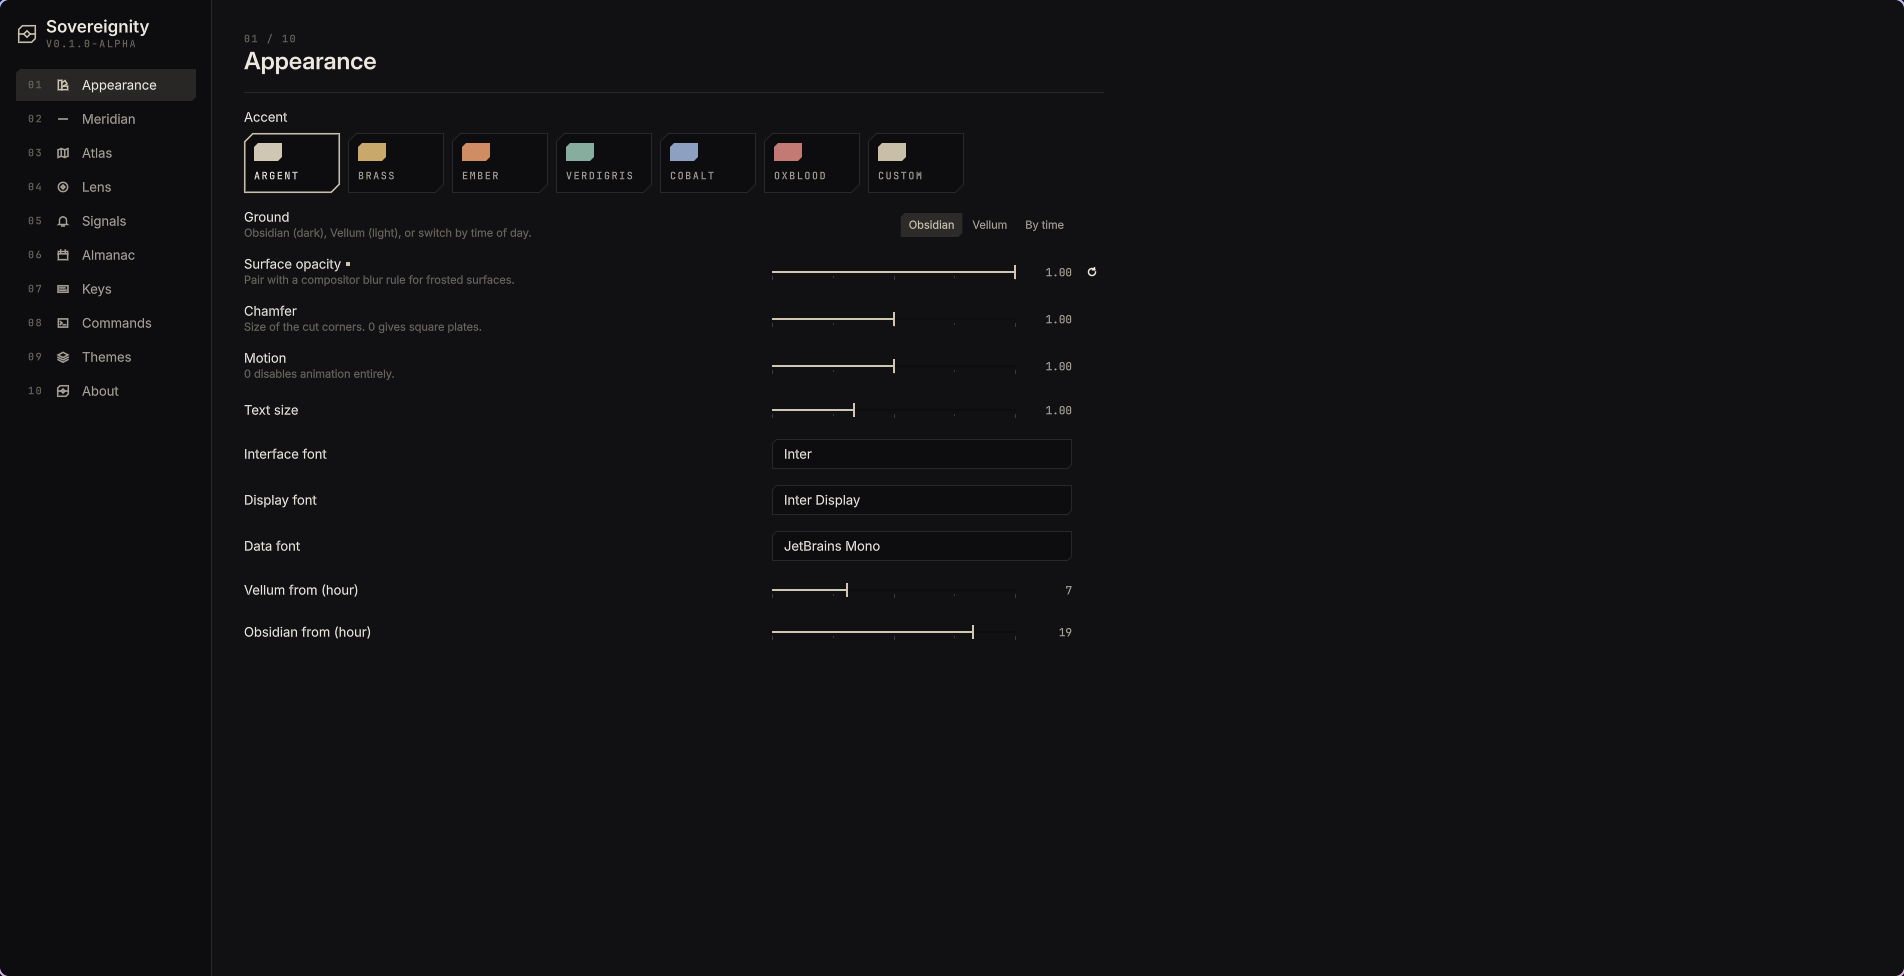 Sovereignity
V0.1.0-ALPHA
01 Appearance
02 Meridian
03 Atlas
04 Lens
05 Signals
06 Almanac
07 Keys
08 Commands
09 Themes
10 About
01 / 10
Appearance
Accent
ARGENT BRASS EMBER VERDIGRIS COBALT OXBLOOD CUSTOM
Ground
Obsidian (dark), Vellum (light), or switch by time of day.
Obsidian Vellum By time
Surface opacity
Pair with a compositor blur rule for frosted surfaces.
1.00
Chamfer
Size of the cut corners. 0 gives square plates.
1.00
Motion
0 disables animation entirely.
1.00
Text size 1.00
Interface font Inter
Display font Inter Display
Data font JetBrains Mono
Vellum from (hour) 7
Obsidian from (hour) 19